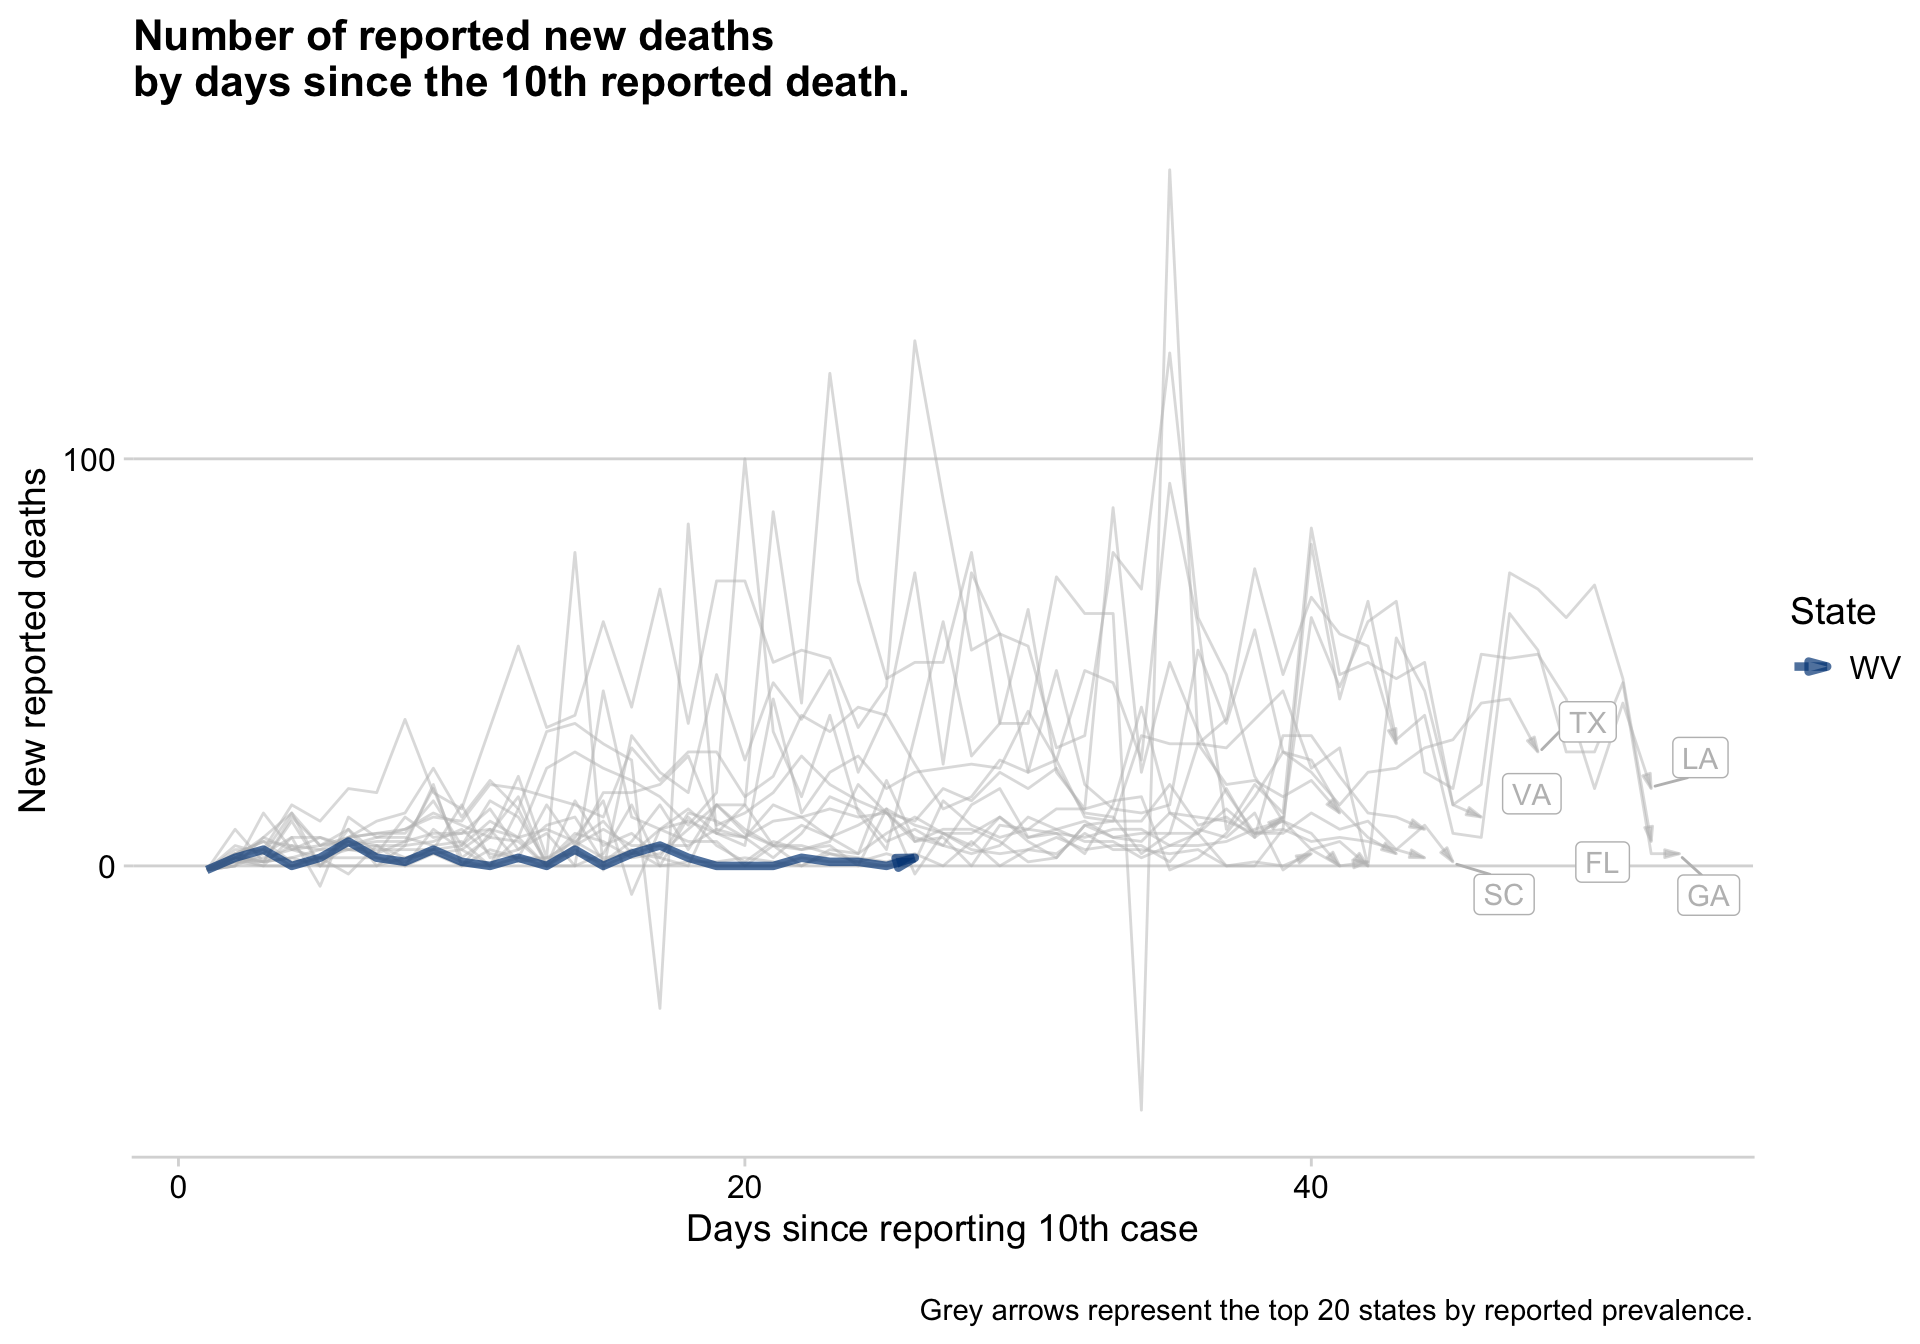 Number of reported new deaths
by days since the 10th reported death.
New reported deaths
100
0
TX
LA
VA
FL
SC
GA
State
WV
0
20
40
Days since reporting 10th case
Grey arrows represent the top 20 states by reported prevalence.